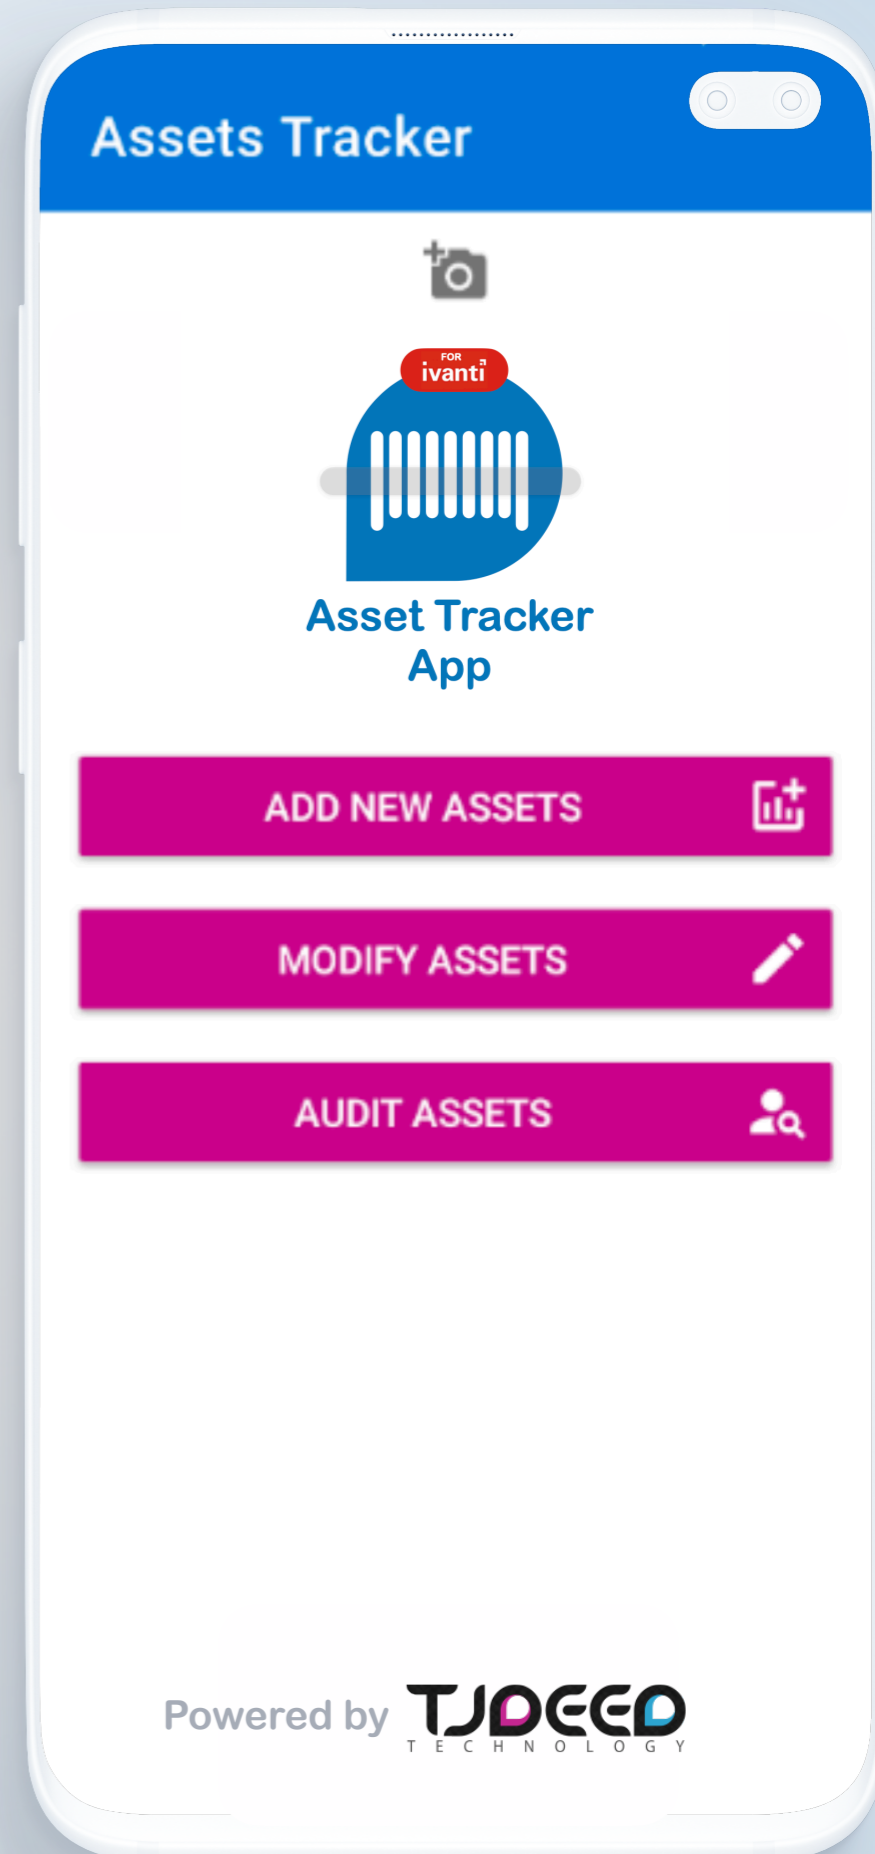 Assets Tracker
FOR
ivanti
Asset Tracker
App
ADD NEW ASSETS
MODIFY ASSETS
AUDIT ASSETS
Powered by TJDEED
TECHNOLOGY